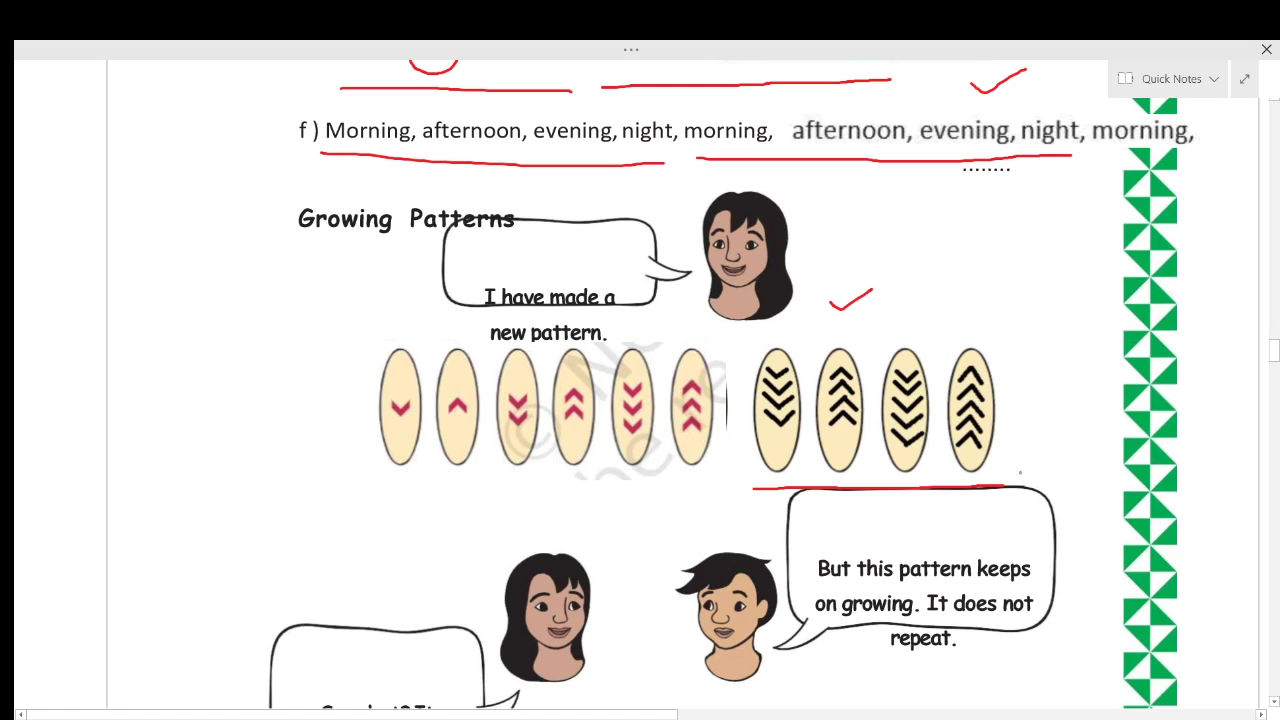 Quick Notes
f ) Morning, afternoon, evening, night, morning, afternoon, evening, night, morning,
........
Growing Patterns
I have made a
new pattern.
But this pattern keeps
on growing. It does not
repeat.